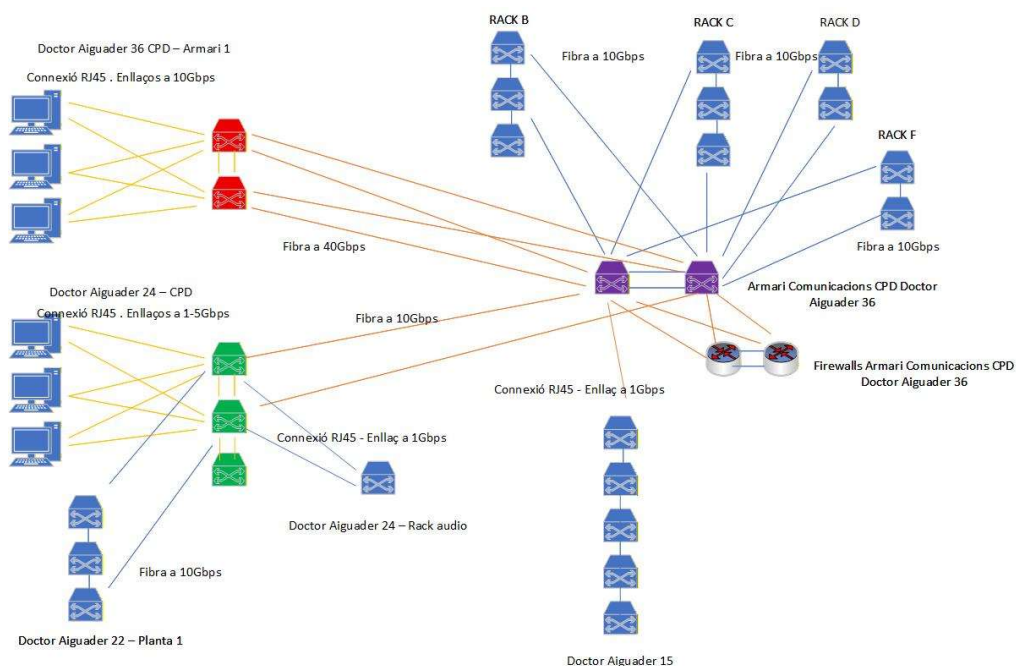 RACK B
RACK C
RACK D
Doctor Aiguader 36 CPD – Armari 1
Fibra a 10Gbps
Fibra a 10Gbps
Connexió RJ45 . Enllaços a 10Gbps
RACK F
Fibra a 40Gbps
Fibra a 10Gbps
Armari Comunicacions CPD Doctor
Aiguader 36
Doctor Aiguader 24 – CPD
Connexió RJ45 . Enllaços a 1-5Gbps
Fibra a 10Gbps
Firewalls Armari Comunicacions CPD
Doctor Aiguader 36
Connexió RJ45 - Enllaç a 1Gbps
Connexió RJ45 - Enllaç a 1Gbps
Doctor Aiguader 24 – Rack audio
Fibra a 10Gbps
Doctor Aiguader 22 – Planta 1
Doctor Aiguader 15